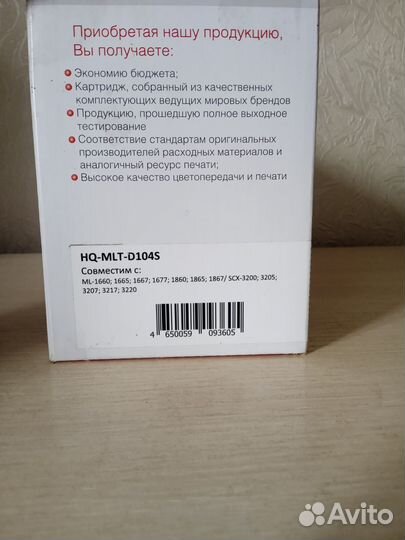 Приобретая нашу продукцию,
Вы получаете:
Экономию бюджета;
Картридж, собранный из качественных
комплектующих ведущих мировых брендов
Продукцию, прошедшую полное выходное
тестирование
Соответствие стандартам оригинальных
производителей расходных материалов и
аналогичный ресурс печати;
Высокое качество цветопередачи и печати
HQ-MLT-D104S
Совместим с:
ML-1660; 1665; 1667; 1677; 1860; 1865; 1867/ SCX-3200; 3205;
3207; 3217; 3220
4 650059 093605
Avito